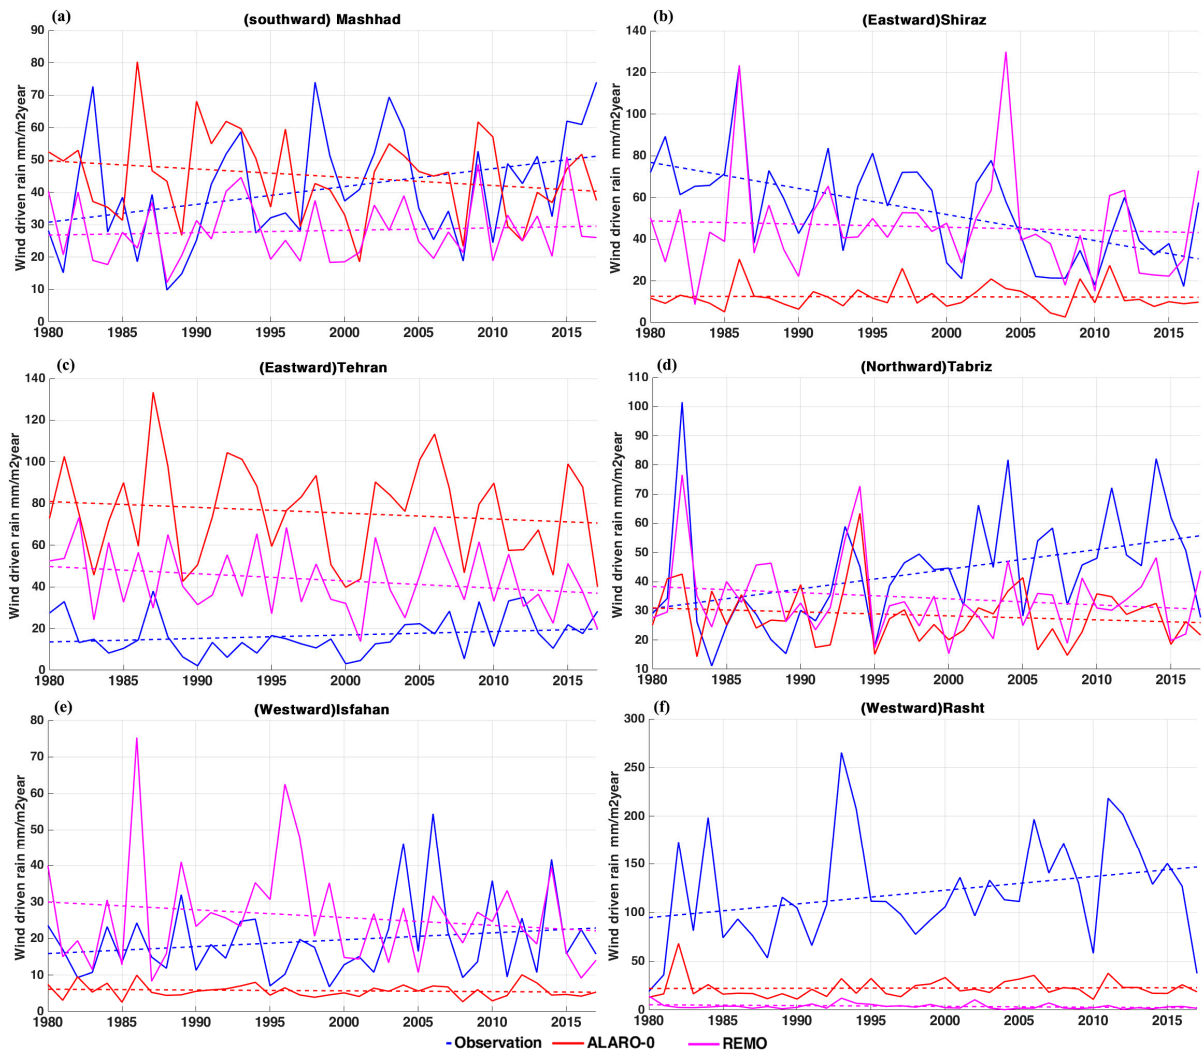 (a) (southward) Mashhad
Wind driven rain mm/m2year
90
80
70
60
50
40
30
20
10
0
1980 1985 1990 1995 2000 2005 2010 2015
(b) (Eastward)Shiraz
Wind driven rain mm/m2year
140
120
100
80
60
40
20
0
1980 1985 1990 1995 2000 2005 2010 2015
(c) (Eastward)Tehran
Wind driven rain mm/m2year
140
120
100
80
60
40
20
0
1980 1985 1990 1995 2000 2005 2010 2015
(d) (Northward)Tabriz
Wind driven rain mm/m2year
110
100
90
80
70
60
50
40
30
20
10
1980 1985 1990 1995 2000 2005 2010 2015
(e) (Westward)Isfahan
Wind driven rain mm/m2year
80
70
60
50
40
30
20
10
0
1980 1985 1990 1995 2000 2005 2010 2015
(f) (Westward)Rasht
Wind driven rain mm/m2year
300
250
200
150
100
50
0
1980 1985 1990 1995 2000 2005 2010 2015
Observation ALARO-0 REMO